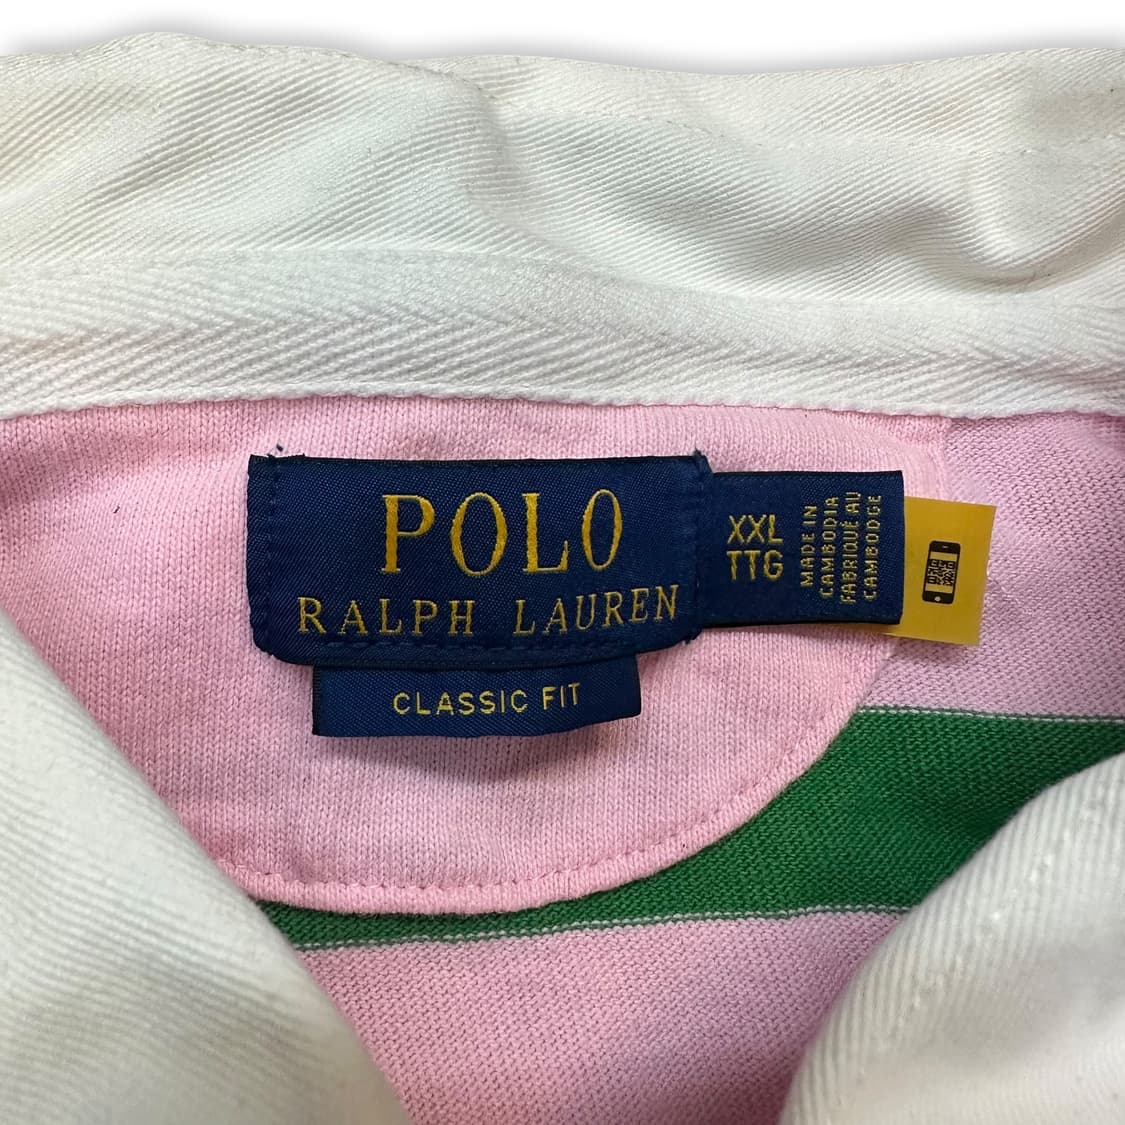 POLO
RALPH LAUREN
CLASSIC FIT
XXL
TTG
MADE IN
CAMBODIA
FABRIQUÉ AU
CAMBODGE